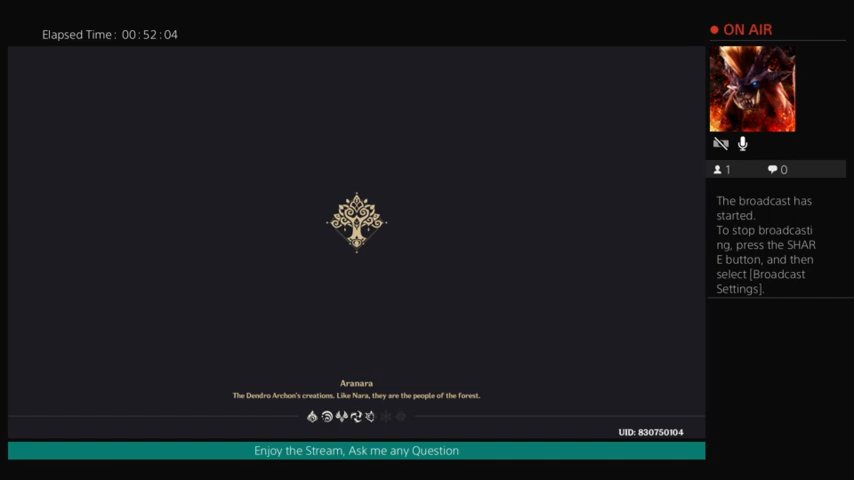 Elapsed Time: 00:52:04
ON AIR
1
0
The broadcast has
started.
To stop broadcasti
ng, press the SHAR
E button, and then
select [Broadcast
Settings].
Aranara
The Dendro Archon's creations. Like Nara, they are the people of the forest.
UID: 830750104
Enjoy the Stream, Ask me any Question